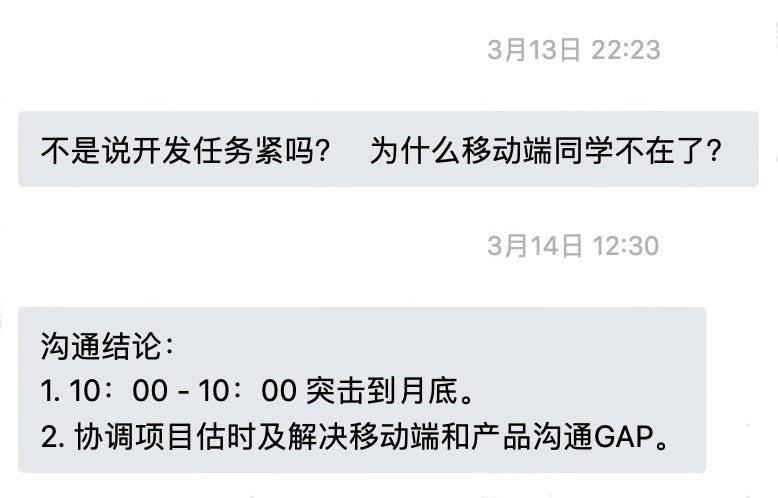 3月13日 22:23
不是说开发任务紧吗？ 为什么移动端同学不在了？
3月14日 12:30
沟通结论：
1. 10：00 - 10：00 突击到月底。
2. 协调项目估时及解决移动端和产品沟通GAP。